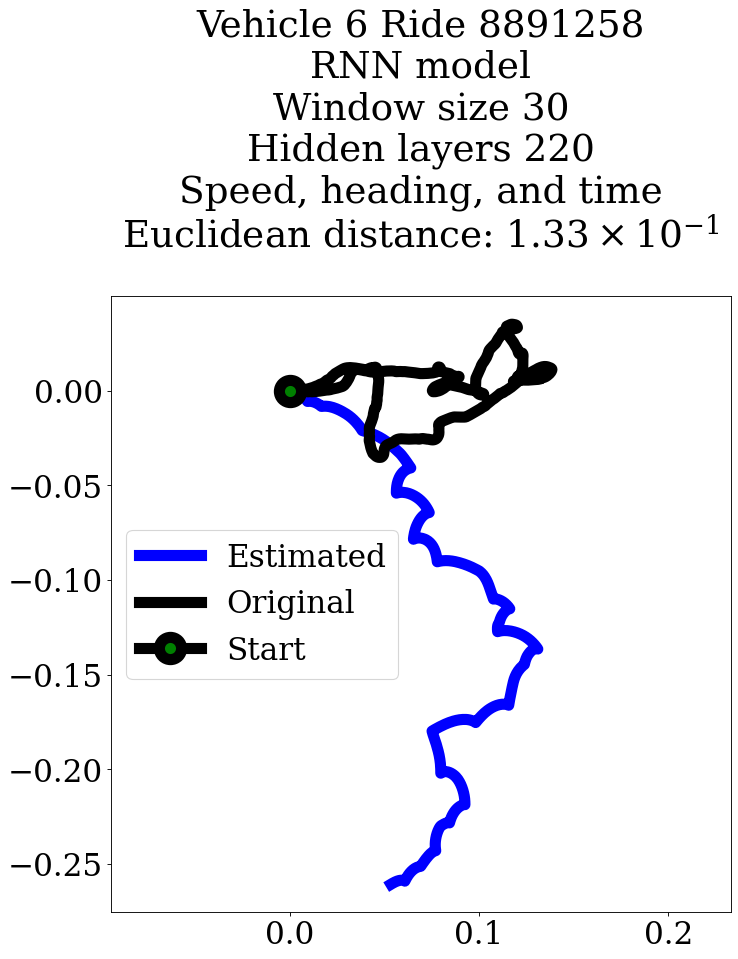 Vehicle 6 Ride 8891258
RNN model
Window size 30
Hidden layers 220
Speed, heading, and time
Euclidean distance: 1.33 × 10⁻¹
0.00
−0.05
−0.10
−0.15
−0.20
−0.25
Estimated
Original
Start
0.0 0.1 0.2